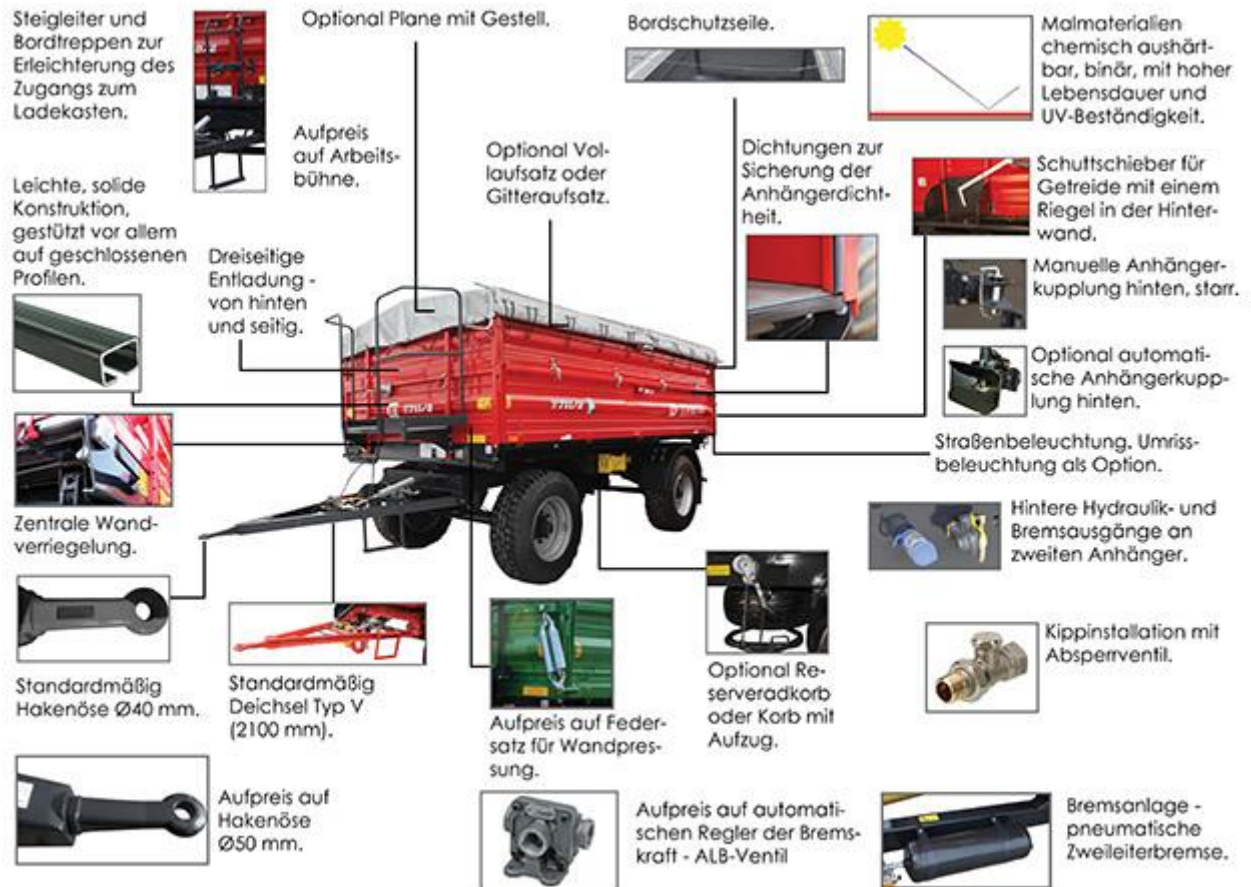 Steigleiter und
Bordtreppen zur
Erleichterung des
Zugangs zum
Ladekasten.
Optional Plane mit Gestell.
Bordschutzseile.
Malmaterialien
chemisch aushärt-
bar, binär, mit hoher
Lebensdauer und
UV-Beständigkeit.
Aufpreis
auf Arbeits-
bühne.
Optional Vol-
laufsatz oder
Gitteraufsatz.
Dichtungen zur
Sicherung der
Anhängerdicht-
heit.
Schuttschieber für
Getreide mit einem
Riegel in der Hinter-
wand.
Leichte, solide
Konstruktion,
gestützt vor allem
auf geschlossenen
Profilen.
Dreiseitige
Entladung -
von hinten
und seitig.
Manuelle Anhänger-
kupplung hinten, starr.
Optional automati-
sche Anhängerkupp-
lung hinten.
Straßenbeleuchtung. Umriss-
beleuchtung als Option.
Zentrale Wand-
verriegelung.
Hintere Hydraulik- und
Bremsausgänge an
zweiten Anhänger.
Standardmäßig
Hakenöse Ø40 mm.
Standardmäßig
Deichsel Typ V
(2100 mm).
Aufpreis auf Feder-
satz für Wandpres-
sung.
Optional Re-
serveradkorb
oder Korb mit
Aufzug.
Kippinstallation mit
Absperrventil.
Aufpreis auf
Hakenöse
Ø50 mm.
Aufpreis auf automati-
schen Regler der Brems-
kraft - ALB-Ventil
Bremsanlage -
pneumatische
Zweileiterbremse.